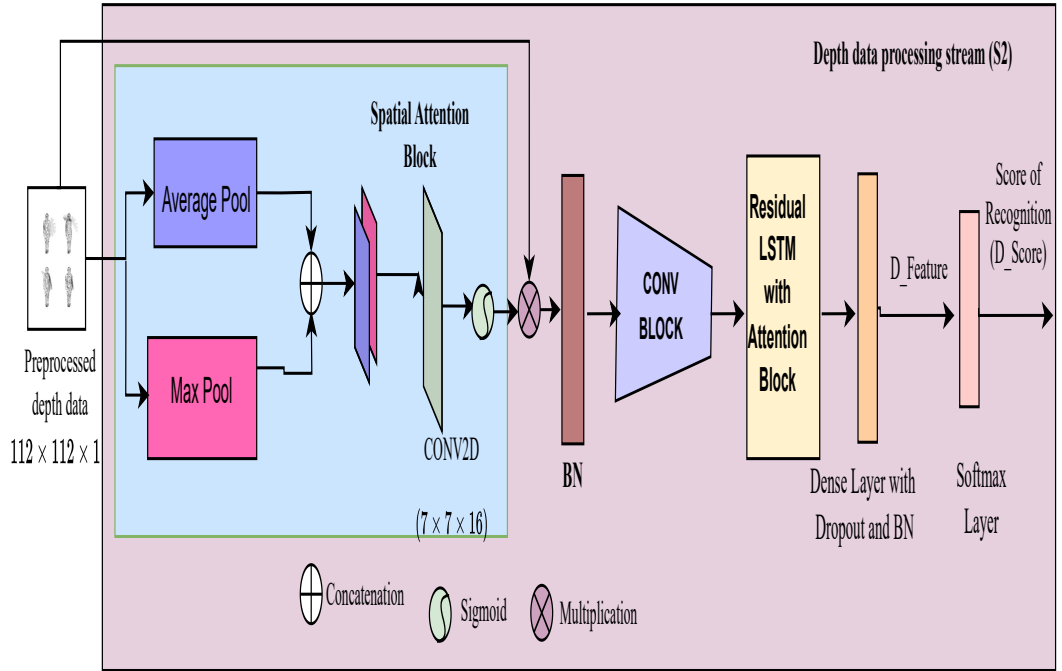 Depth data processing stream (S2)
Spatial Attention
Block
Average Pool
Max Pool
Preprocessed
depth data
112 × 112 × 1
CONV2D
(7 × 7 × 16)
BN
CONV
BLOCK
Residual
LSTM
with
Attention
Block
Dense Layer with
Dropout and BN
D_Feature
Softmax
Layer
Score of
Recognition
(D_Score)
Concatenation
Sigmoid
Multiplication